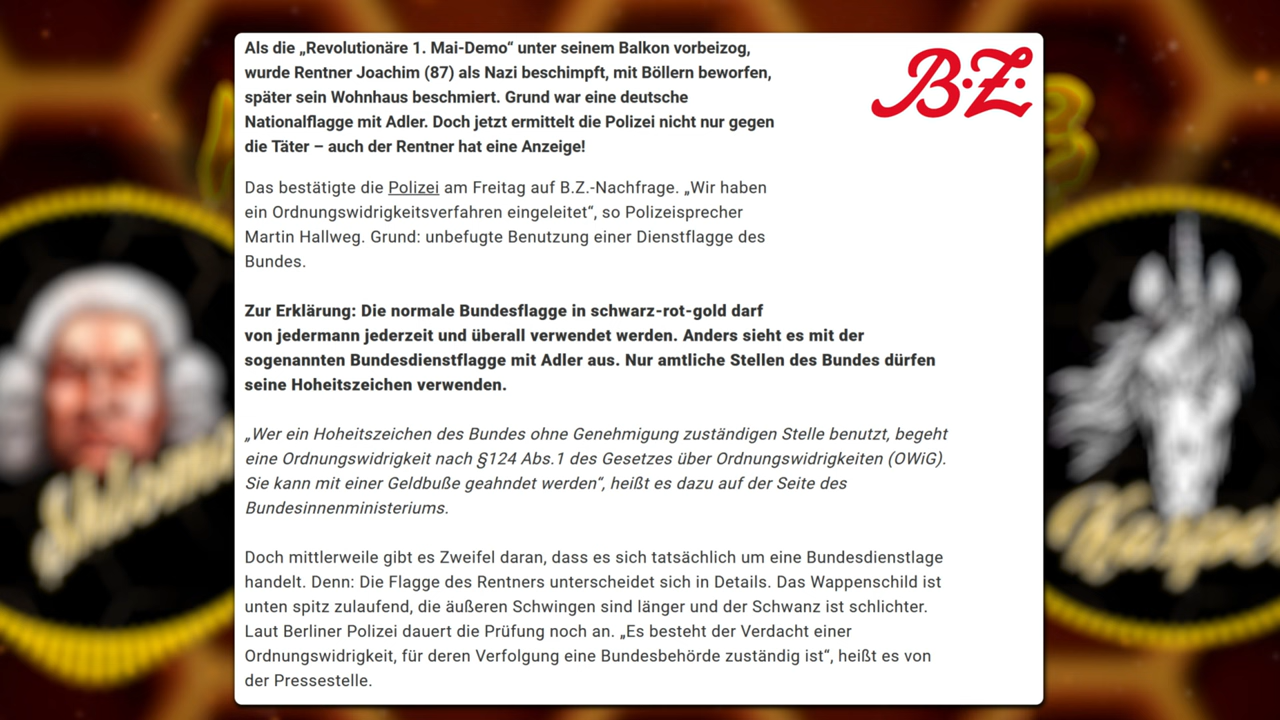 Als die „Revolutionäre 1. Mai-Demo“ unter seinem Balkon vorbeizog,
wurde Rentner Joachim (87) als Nazi beschimpft, mit Böllern beworfen,
später sein Wohnhaus beschmiert. Grund war eine deutsche
Nationalflagge mit Adler. Doch jetzt ermittelt die Polizei nicht nur gegen
die Täter – auch der Rentner hat eine Anzeige!
B.Z.
Das bestätigte die Polizei am Freitag auf B.Z.-Nachfrage. „Wir haben
ein Ordnungswidrigkeitsverfahren eingeleitet“, so Polizeisprecher
Martin Hallweg. Grund: unbefugte Benutzung einer Dienstflagge des
Bundes.
Zur Erklärung: Die normale Bundesflagge in schwarz-rot-gold darf
von jedermann jederzeit und überall verwendet werden. Anders sieht es mit der
sogenannten Bundesdienstflagge mit Adler aus. Nur amtliche Stellen des Bundes dürfen
seine Hoheitszeichen verwenden.
„Wer ein Hoheitszeichen des Bundes ohne Genehmigung zuständigen Stelle benutzt, begeht
eine Ordnungswidrigkeit nach §124 Abs.1 des Gesetzes über Ordnungswidrigkeiten (OWiG).
Sie kann mit einer Geldbuße geahndet werden“, heißt es dazu auf der Seite des
Bundesinnenministeriums.
Doch mittlerweile gibt es Zweifel daran, dass es sich tatsächlich um eine Bundesdienstlage
handelt. Denn: Die Flagge des Rentners unterscheidet sich in Details. Das Wappenschild ist
unten spitz zulaufend, die äußeren Schwingen sind länger und der Schwanz ist schlichter.
Laut Berliner Polizei dauert die Prüfung noch an. „Es besteht der Verdacht einer
Ordnungswidrigkeit, für deren Verfolgung eine Bundesbehörde zuständig ist“, heißt es von
der Pressestelle.